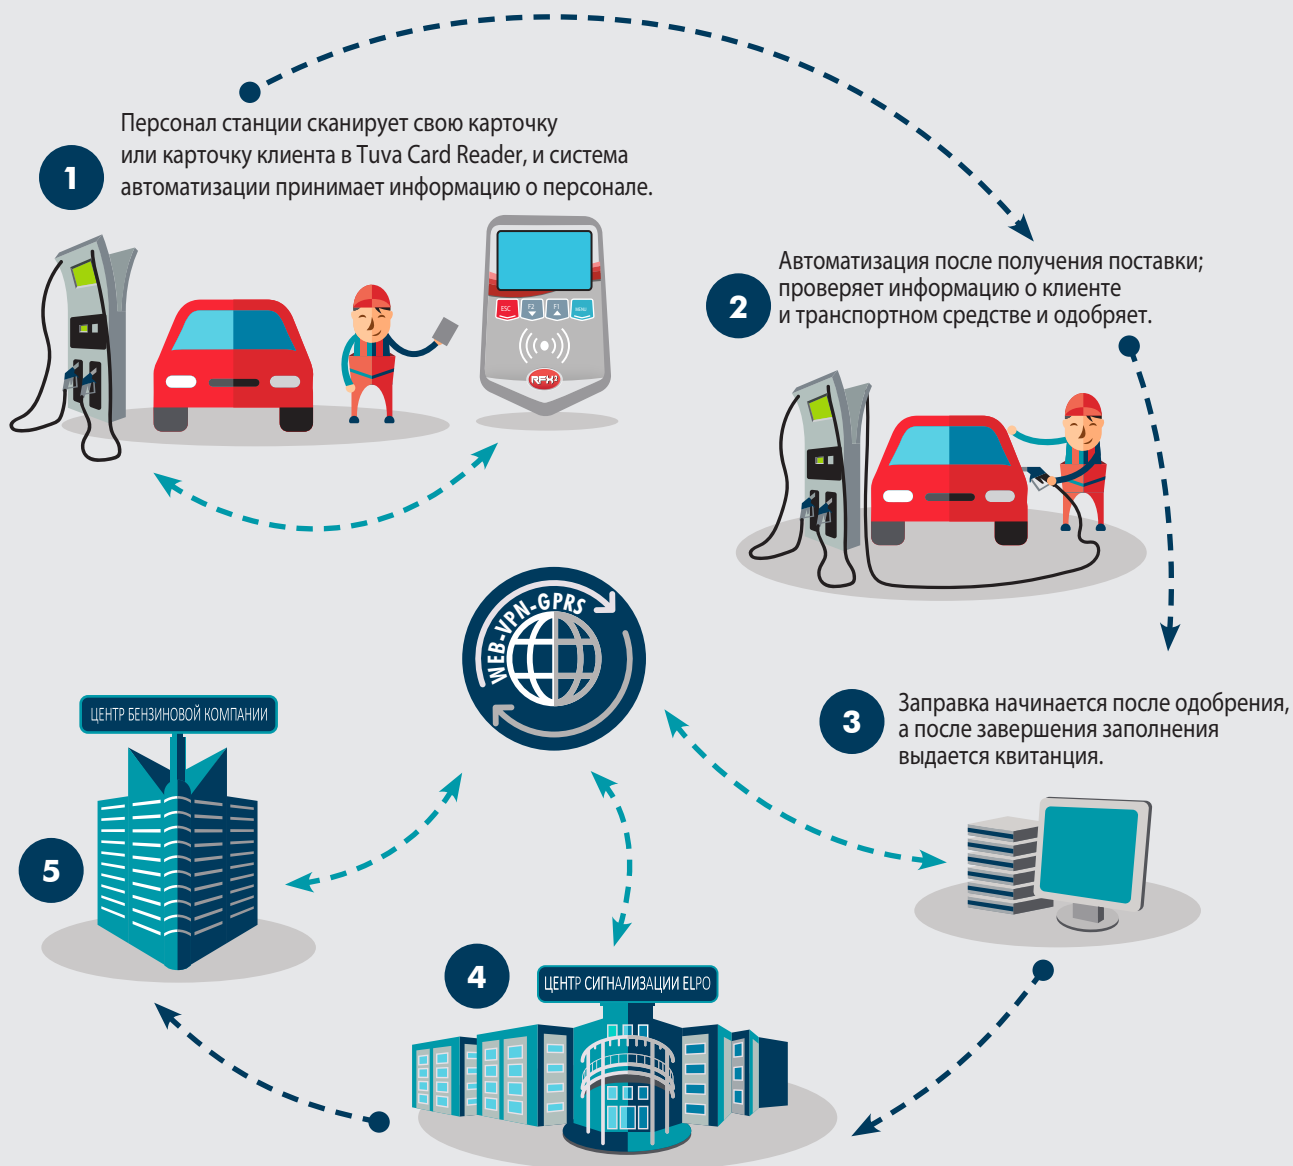 1
Персонал станции сканирует свою карточку
или карточку клиента в Tuva Card Reader, и система
автоматизации принимает информацию о персонале.
ESC
F2
F1
MENU
RFX²
2
Автоматизация после получения поставки;
проверяет информацию о клиенте
и транспортном средстве и одобряет.
WEB-VPN-GPRS
3
Заправка начинается после одобрения,
а после завершения заполнения
выдается квитанция.
ЦЕНТР БЕНЗИНОВОЙ КОМПАНИИ
5
4
ЦЕНТР СИГНАЛИЗАЦИИ ELPO